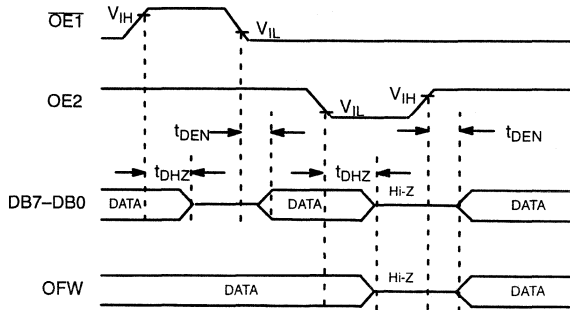 OE1 V_IH V_IL
OE2 V_IL V_IH
t_DEN t_DEN
t_DHZ t_DHZ
DB7–DB0 DATA DATA Hi-Z DATA
OFW DATA Hi-Z DATA